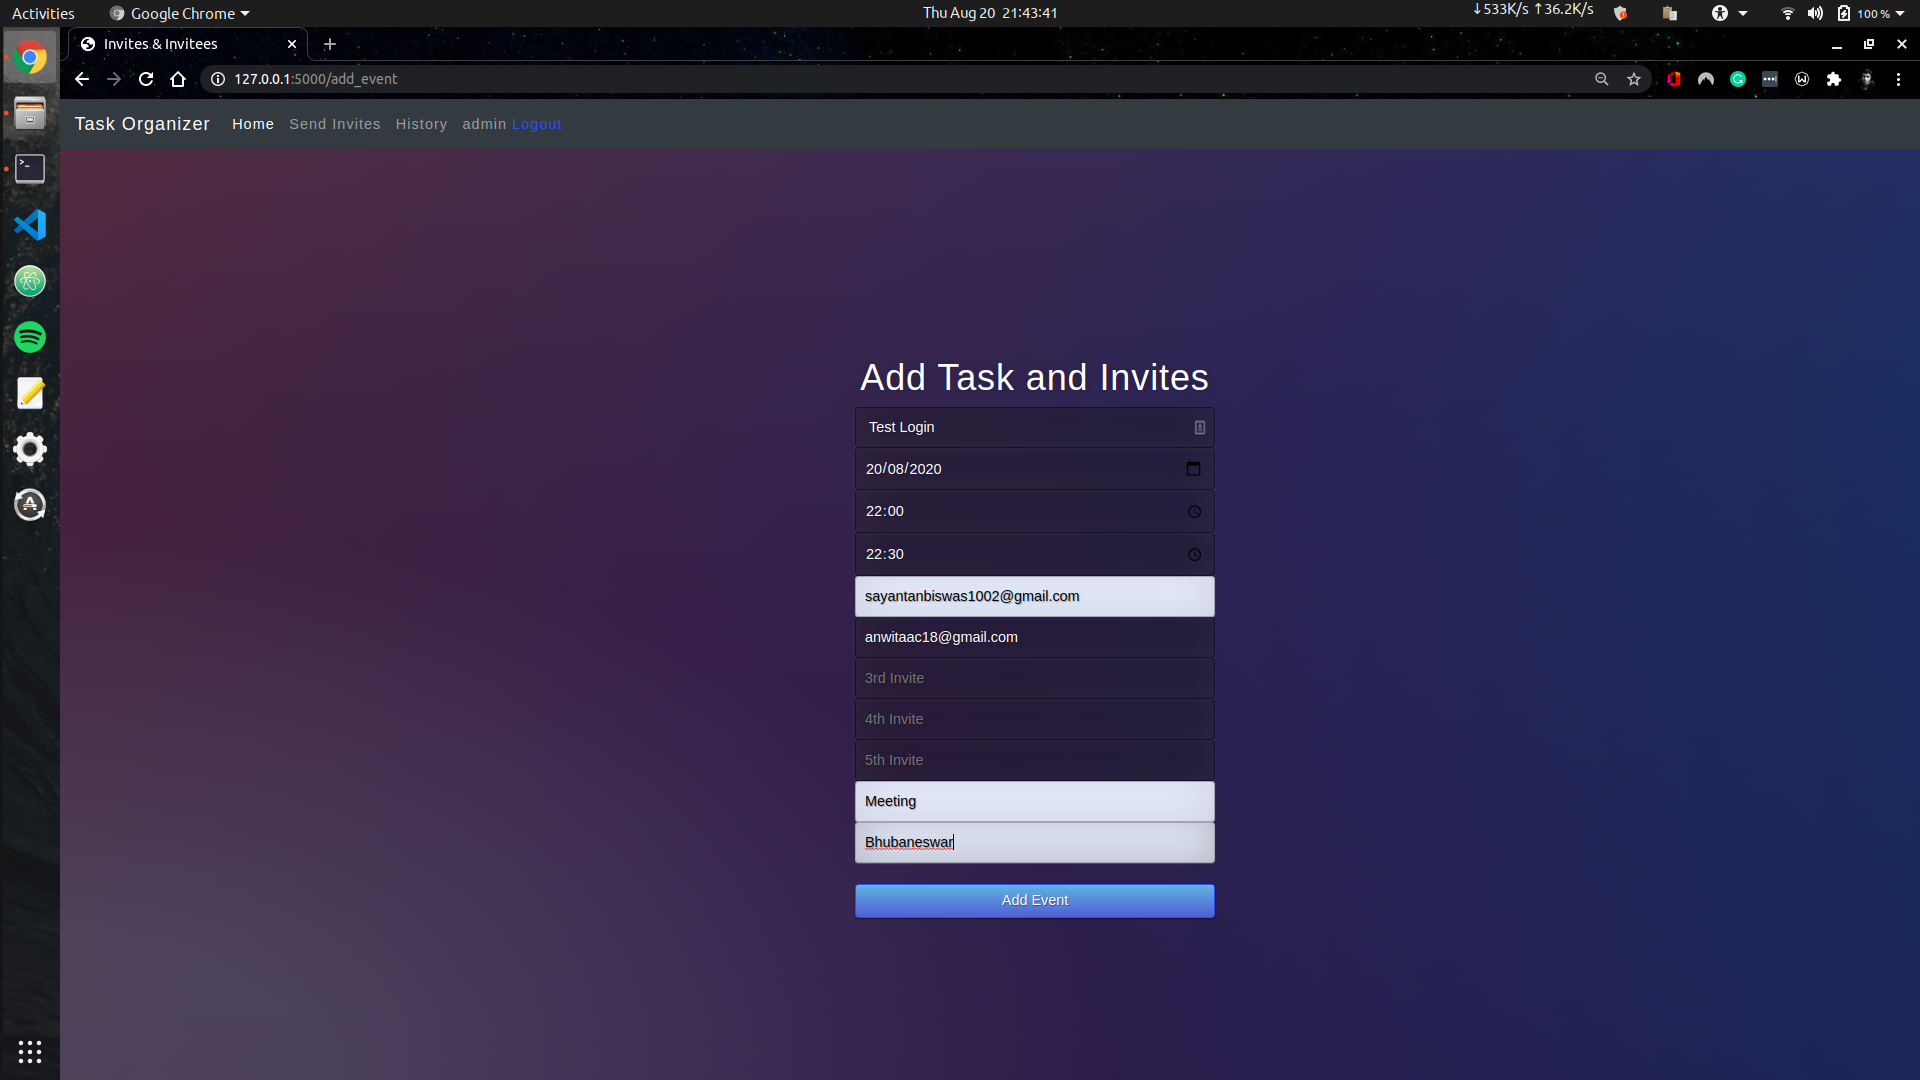 Activities Google Chrome Thu Aug 20 21:43:41 ↓533K/s ↑36.2K/s 100 %
Invites & Invitees
127.0.0.1:5000/add_event
Task Organizer Home Send Invites History admin Logout
Add Task and Invites
Test Login
20/08/2020
22:00
22:30
sayantanbiswas1002@gmail.com
anwitaac18@gmail.com
3rd Invite
4th Invite
5th Invite
Meeting
Bhubaneswar
Add Event